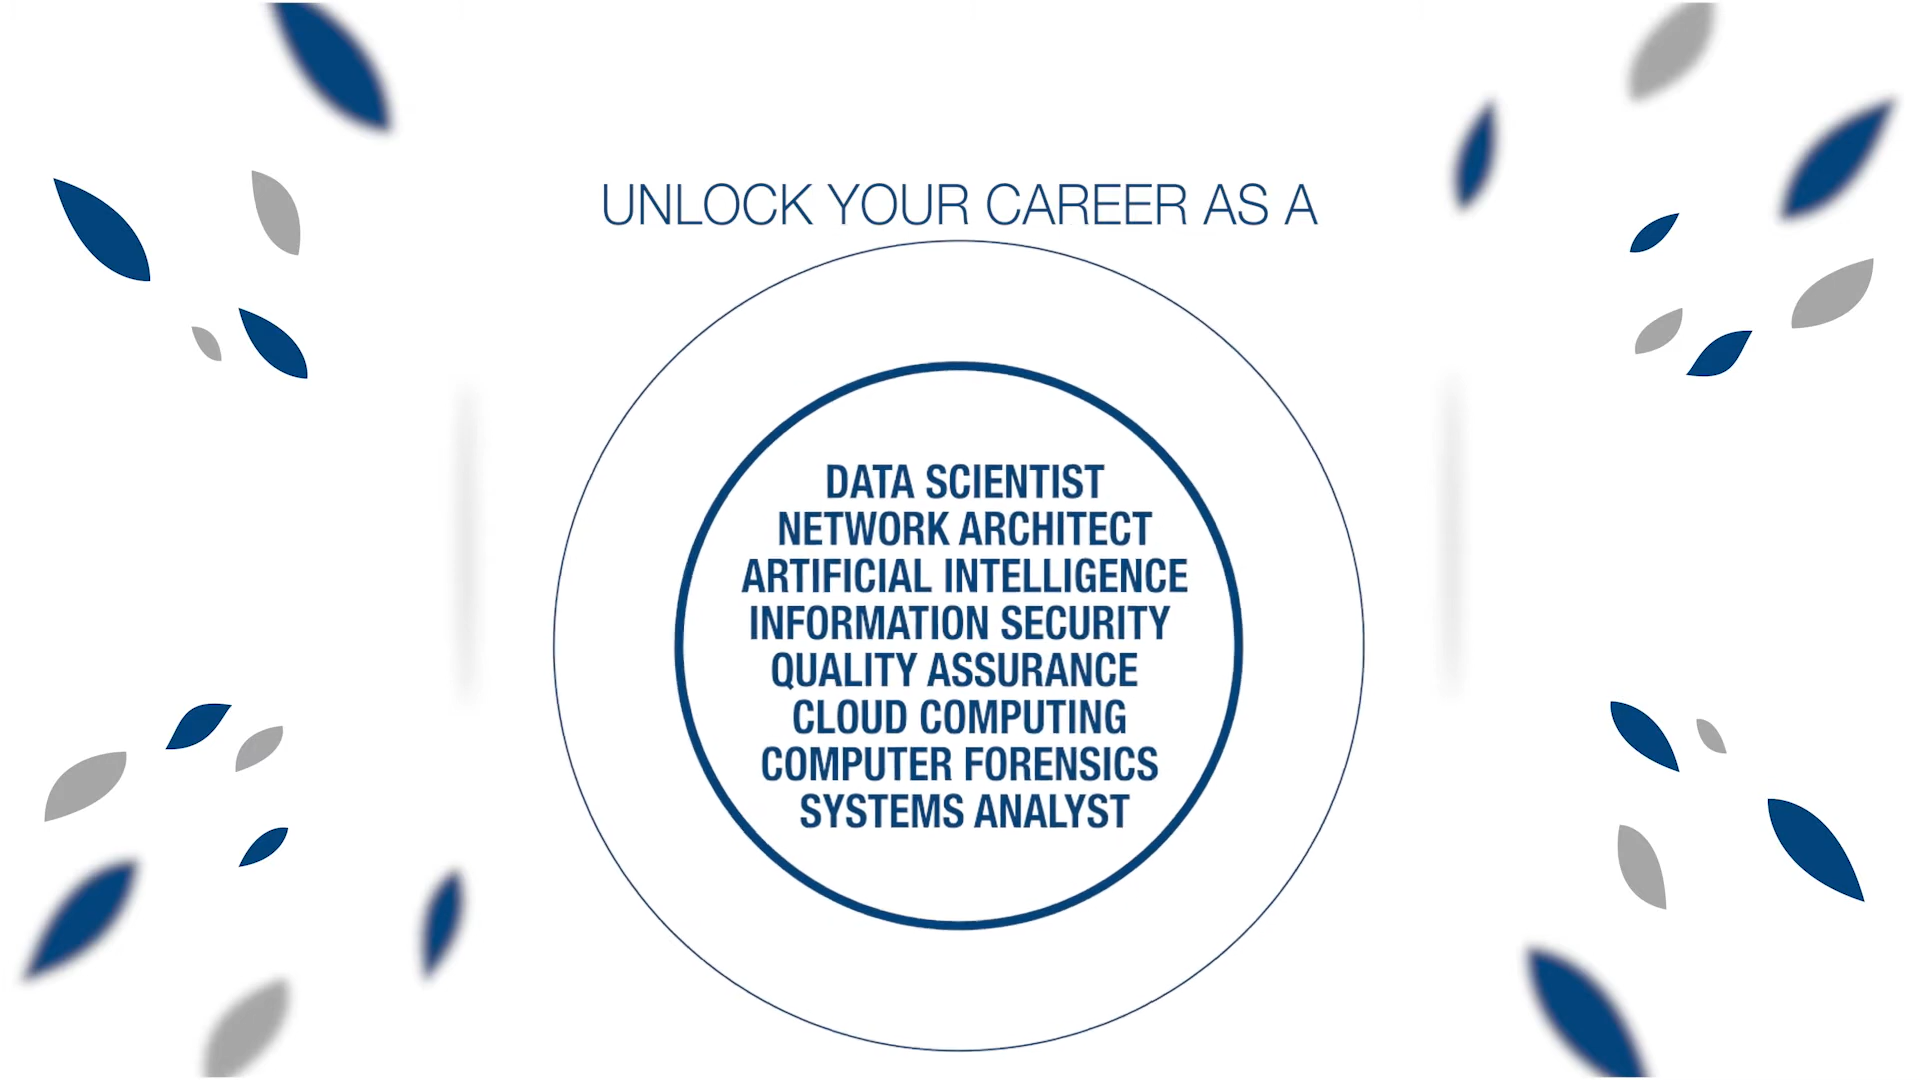 UNLOCK YOUR CAREER AS A
DATA SCIENTIST
NETWORK ARCHITECT
ARTIFICIAL INTELLIGENCE
INFORMATION SECURITY
QUALITY ASSURANCE
CLOUD COMPUTING
COMPUTER FORENSICS
SYSTEMS ANALYST